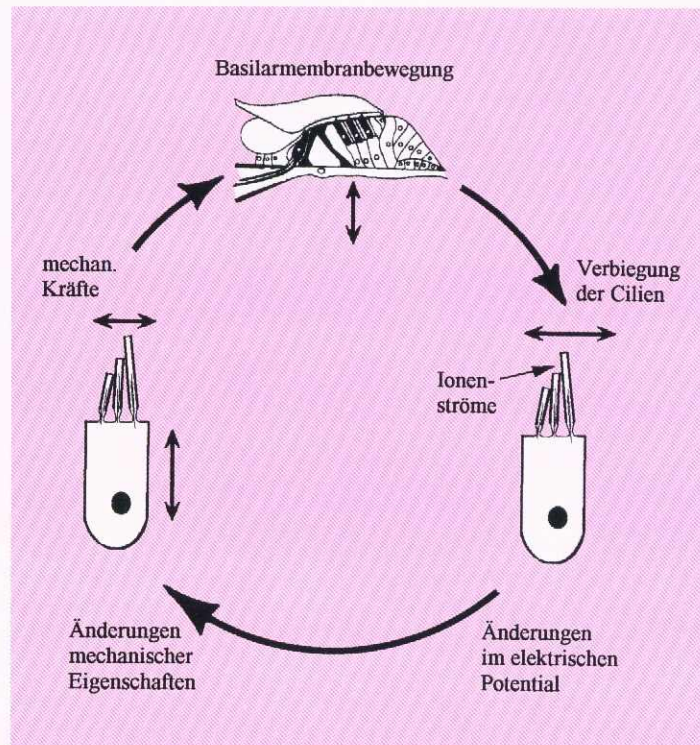 Basilarmembranbewegung
mechan.
Kräfte
Verbiegung
der Cilien
Ionen-
ströme
Änderungen
mechanischer
Eigenschaften
Änderungen
im elektrischen
Potential